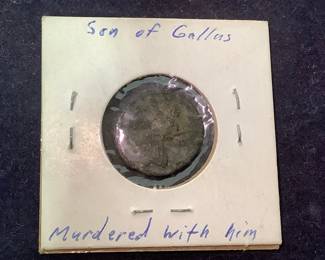 Son of Gallus
Murdered with him